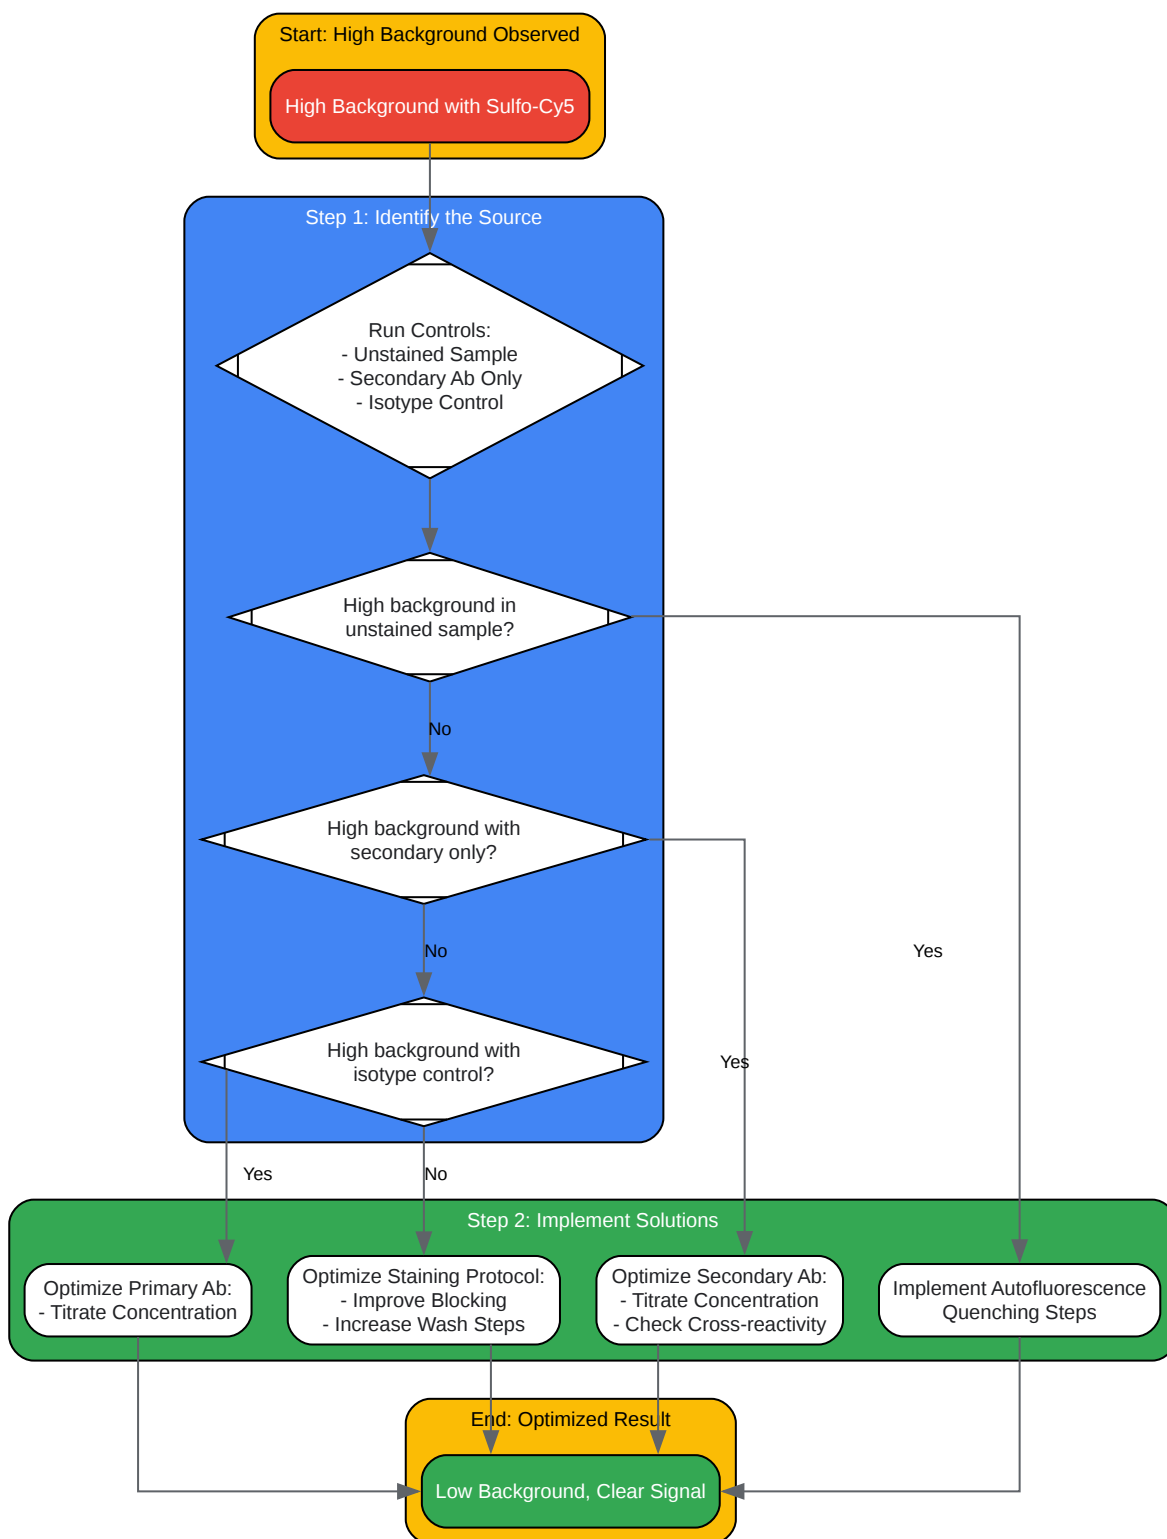 Start: High Background Observed
High Background with Sulfo-Cy5
Step 1: Identify the Source
Run Controls:
- Unstained Sample
- Secondary Ab Only
- Isotype Control
High background in
unstained sample?
No
High background with
secondary only?
No
Yes
High background with
isotype control?
Yes
Yes
No
Step 2: Implement Solutions
Optimize Primary Ab:
- Titrate Concentration
Optimize Staining Protocol:
- Improve Blocking
- Increase Wash Steps
Optimize Secondary Ab:
- Titrate Concentration
- Check Cross-reactivity
Implement Autofluorescence
Quenching Steps
End: Optimized Result
Low Background, Clear Signal